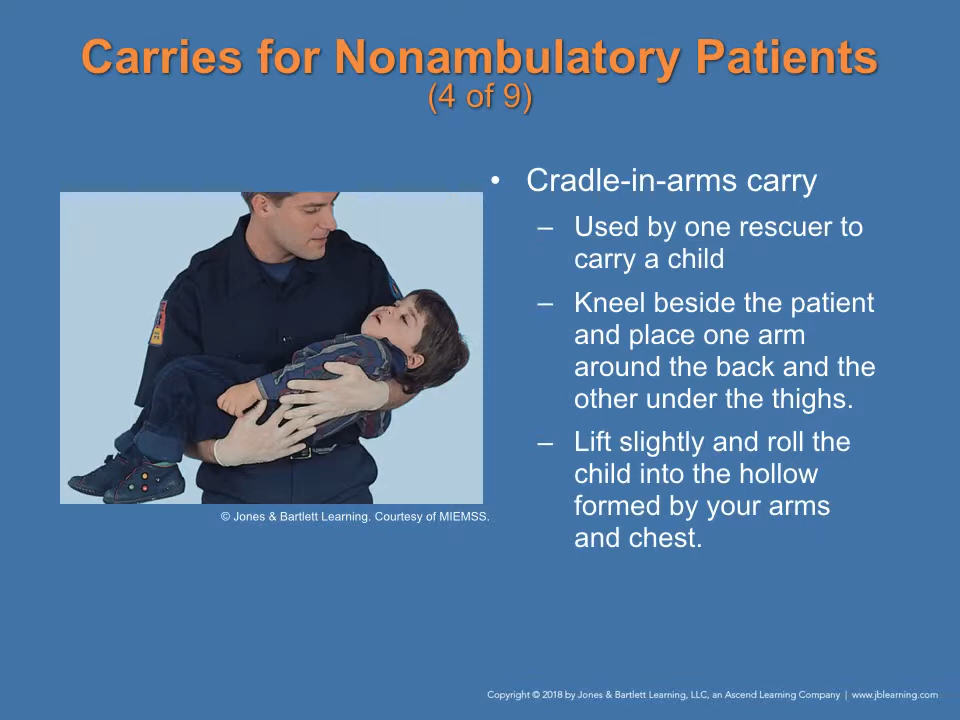 Carries for Nonambulatory Patients
(4 of 9)
• Cradle-in-arms carry
– Used by one rescuer to
carry a child
– Kneel beside the patient
and place one arm
around the back and the
other under the thighs.
– Lift slightly and roll the
child into the hollow
formed by your arms
and chest.
© Jones & Bartlett Learning. Courtesy of MIEMSS.
Copyright © 2018 by Jones & Bartlett Learning, LLC, an Ascend Learning Company | www.jblearning.com